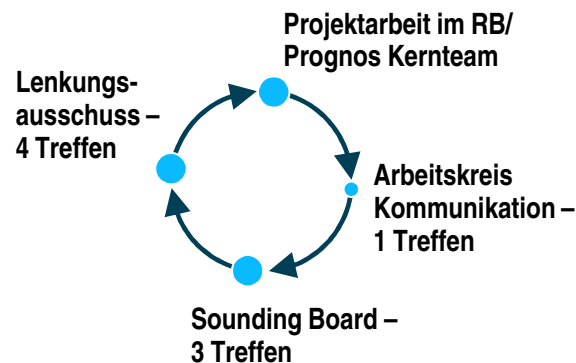 Projektarbeit im RB/
Prognos Kernteam
Lenkungs-
ausschuss –
4 Treffen
Arbeitskreis
Kommunikation –
1 Treffen
Sounding Board –
3 Treffen